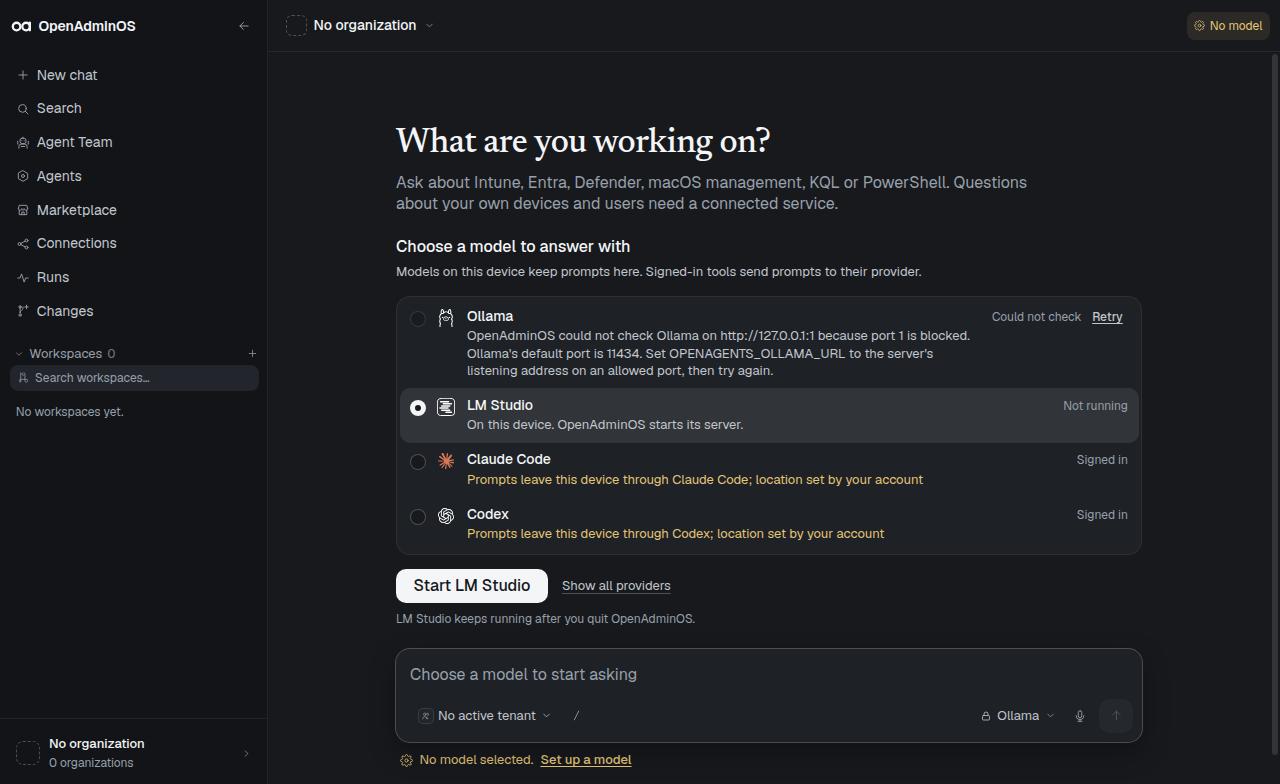 OpenAdminOS
New chat
Search
Agent Team
Agents
Marketplace
Connections
Runs
Changes
Workspaces 0
Search workspaces...
No workspaces yet.
No organization
0 organizations
No organization
No model
What are you working on?
Ask about Intune, Entra, Defender, macOS management, KQL or PowerShell. Questions
about your own devices and users need a connected service.
Choose a model to answer with
Models on this device keep prompts here. Signed-in tools send prompts to their provider.
Ollama
Could not check Retry
OpenAdminOS could not check Ollama on http://127.0.0.1:1 because port 1 is blocked.
Ollama's default port is 11434. Set OPENAGENTS_OLLAMA_URL to the server's
listening address on an allowed port, then try again.
LM Studio
Not running
On this device. OpenAdminOS starts its server.
Claude Code
Signed in
Prompts leave this device through Claude Code; location set by your account
Codex
Signed in
Prompts leave this device through Codex; location set by your account
Start LM Studio
Show all providers
LM Studio keeps running after you quit OpenAdminOS.
Choose a model to start asking
No active tenant
/
Ollama
No model selected. Set up a model